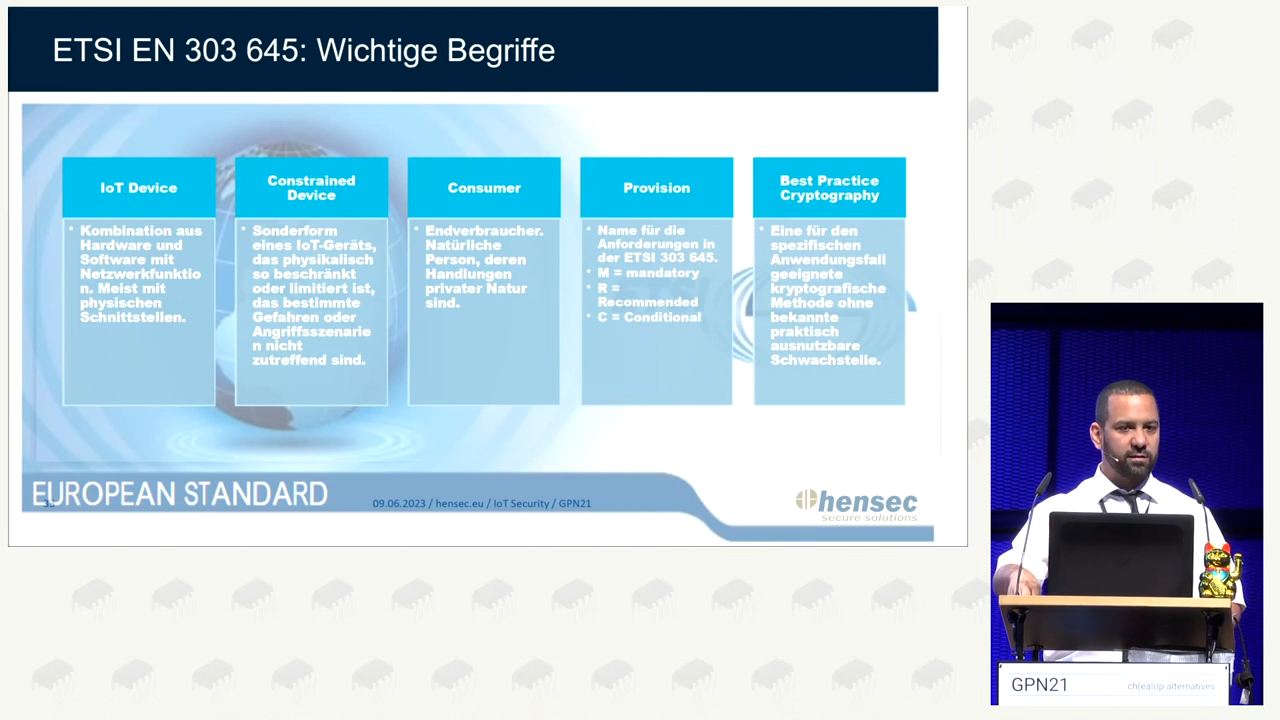 ETSI EN 303 645: Wichtige Begriffe
IoT Device
Kombination aus
Hardware und
Software mit
Netzwerkfunktio
n. Meist mit
physischen
Schnittstellen.
Constrained
Device
Sonderform
eines IoT-Geräts,
das physikalisch
so beschränkt
oder limitiert ist,
das bestimmte
Gefahren oder
Angriffsszenarie
n nicht
zutreffend sind.
Consumer
Endverbraucher.
Natürliche
Person, deren
Handlungen
privater Natur
sind.
Provision
Name für die
Anforderungen in
der ETSI 303 645.
M = mandatory
R =
Recommended
C = Conditional
Best Practice
Cryptography
Eine für den
spezifischen
Anwendungsfall
geeignete
kryptografische
Methode ohne
bekannte
praktisch
ausnutzbare
Schwachstelle.
EUROPEAN STANDARD
09.06.2023 / hensec.eu / IoT Security / GPN21
hensec
secure solutions
GPN21
ch(ea)ip alternatives